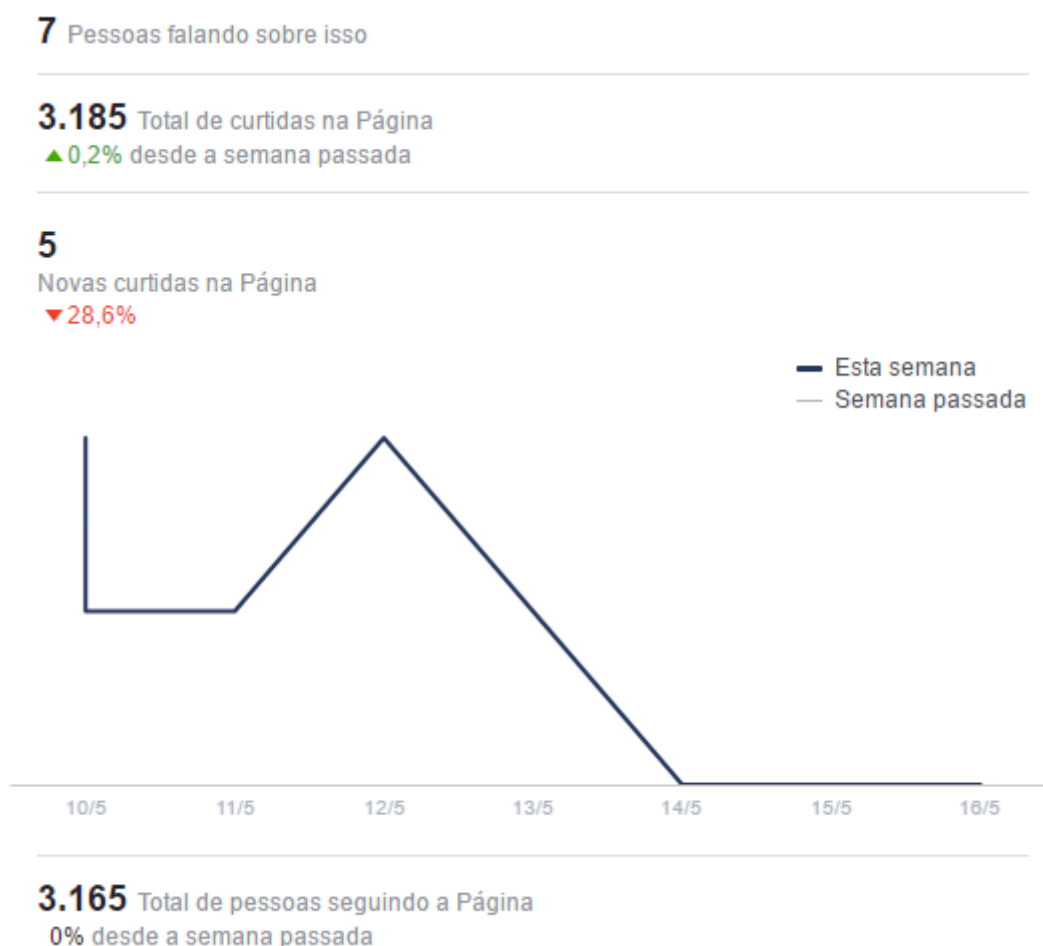 7 Pessoas falando sobre isso
3.185 Total de curtidas na Página
0,2% desde a semana passada
5
Novas curtidas na Página
28,6%
Esta semana
Semana passada
10/5 11/5 12/5 13/5 14/5 15/5 16/5
3.165 Total de pessoas seguindo a Página
0% desde a semana passada